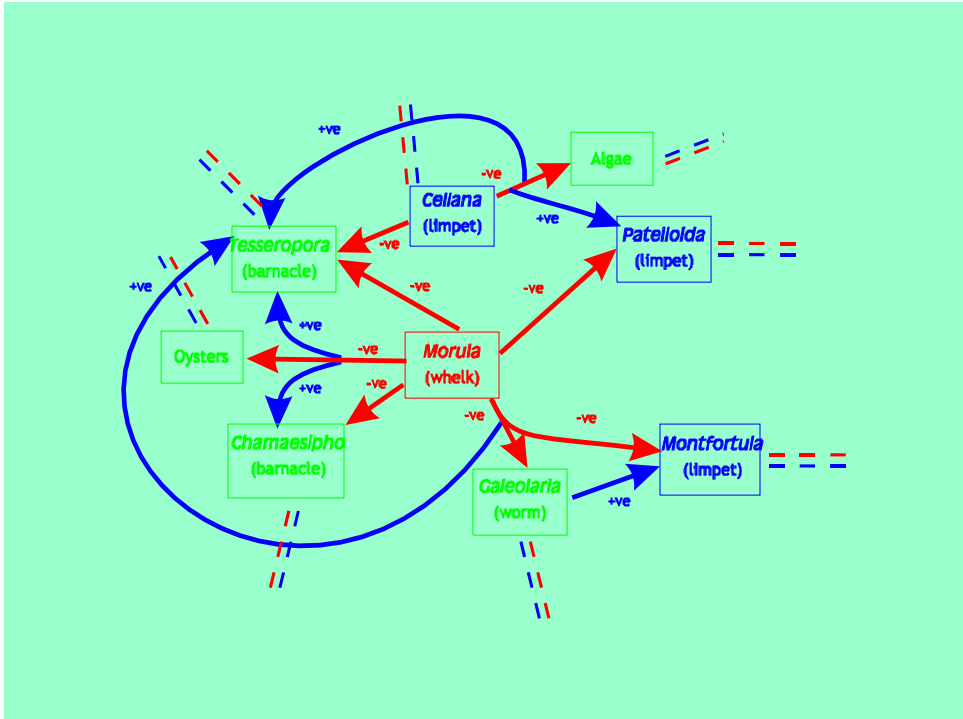 +ve
Algae
-ve
Cellana
(limpet)
+ve
Patelloida
(limpet)
Tesseropora
(barnacle)
-ve
+ve
-ve
-ve
+ve
Oysters
-ve
Morula
(whelk)
-ve
+ve
Chamaesipho
(barnacle)
-ve
-ve
Montfortula
(limpet)
Galeolaria
(worm)
+ve